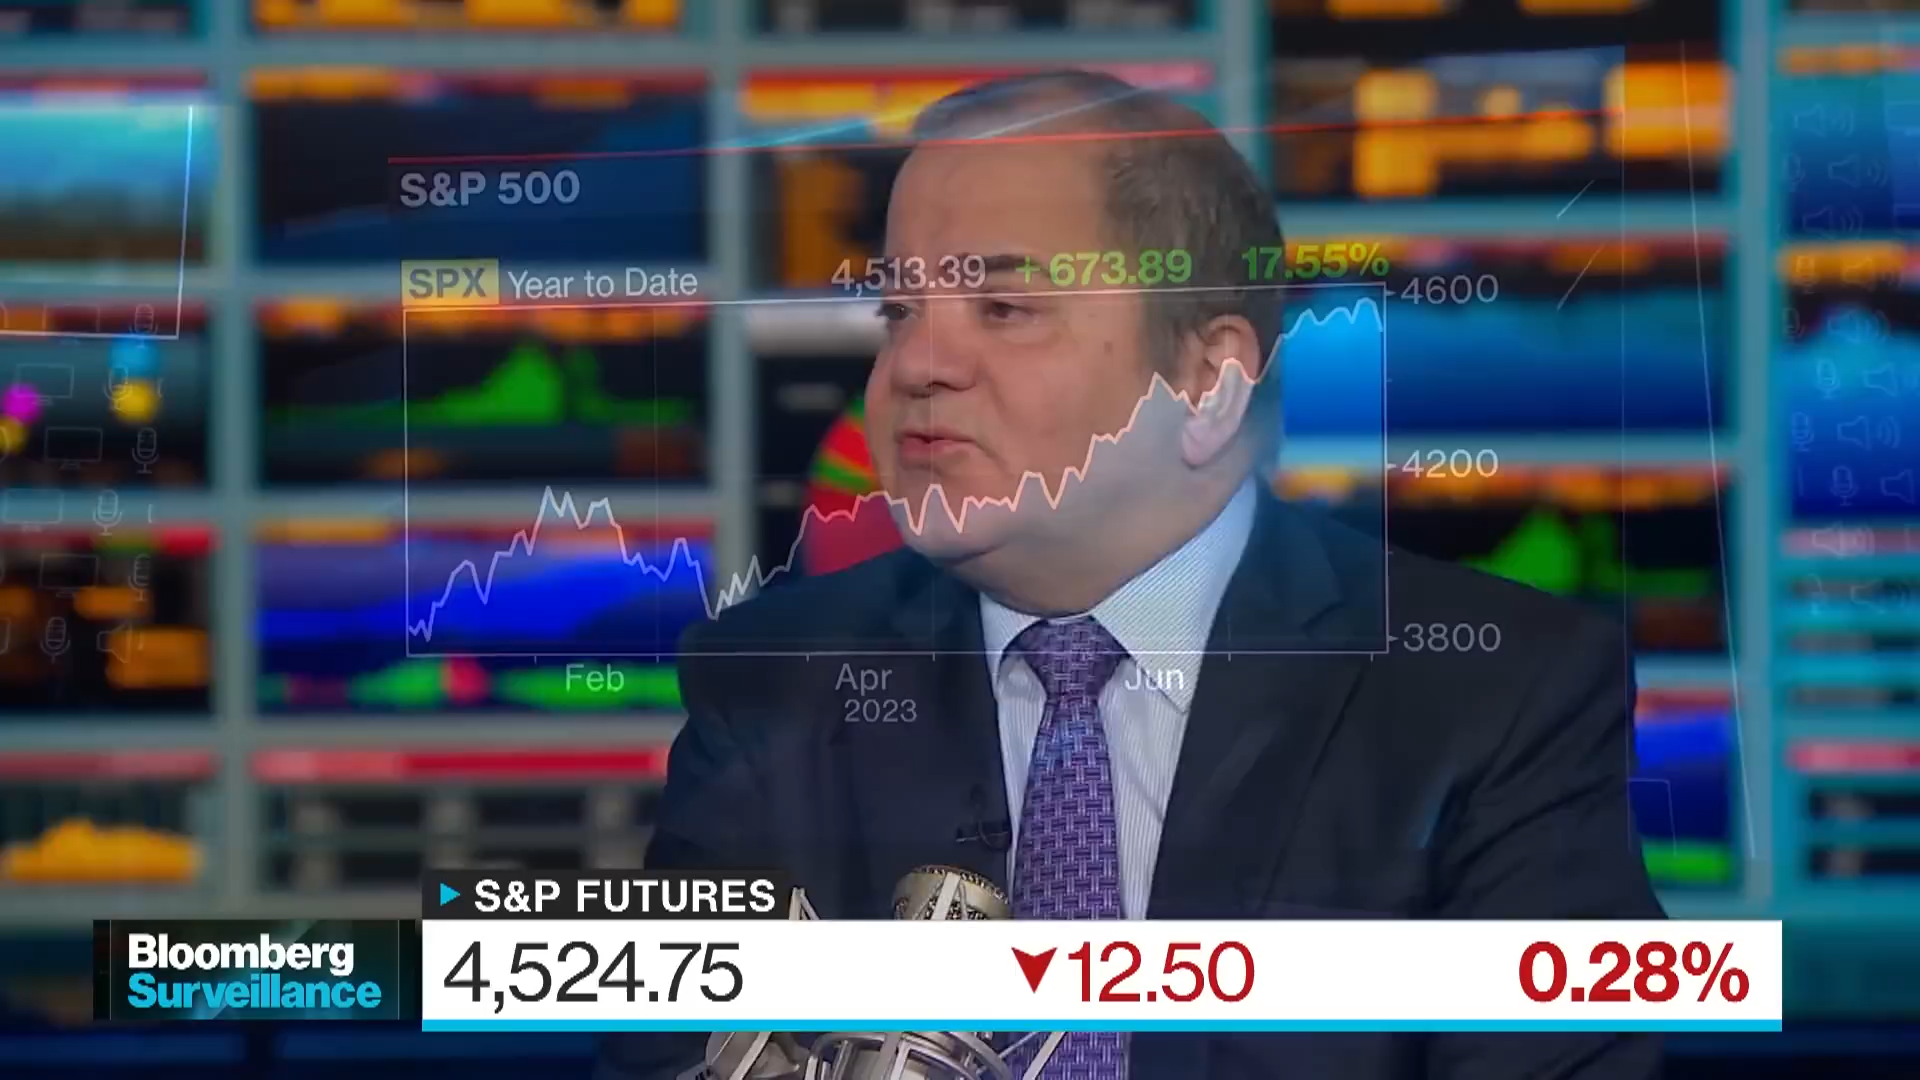 S&P 500
SPX Year to Date 4,513.39 +673.89 17.55%
4600
4200
3800
Feb Apr Jun
2023
S&P FUTURES
Bloomberg
Surveillance
4,524.75 ▼12.50 0.28%